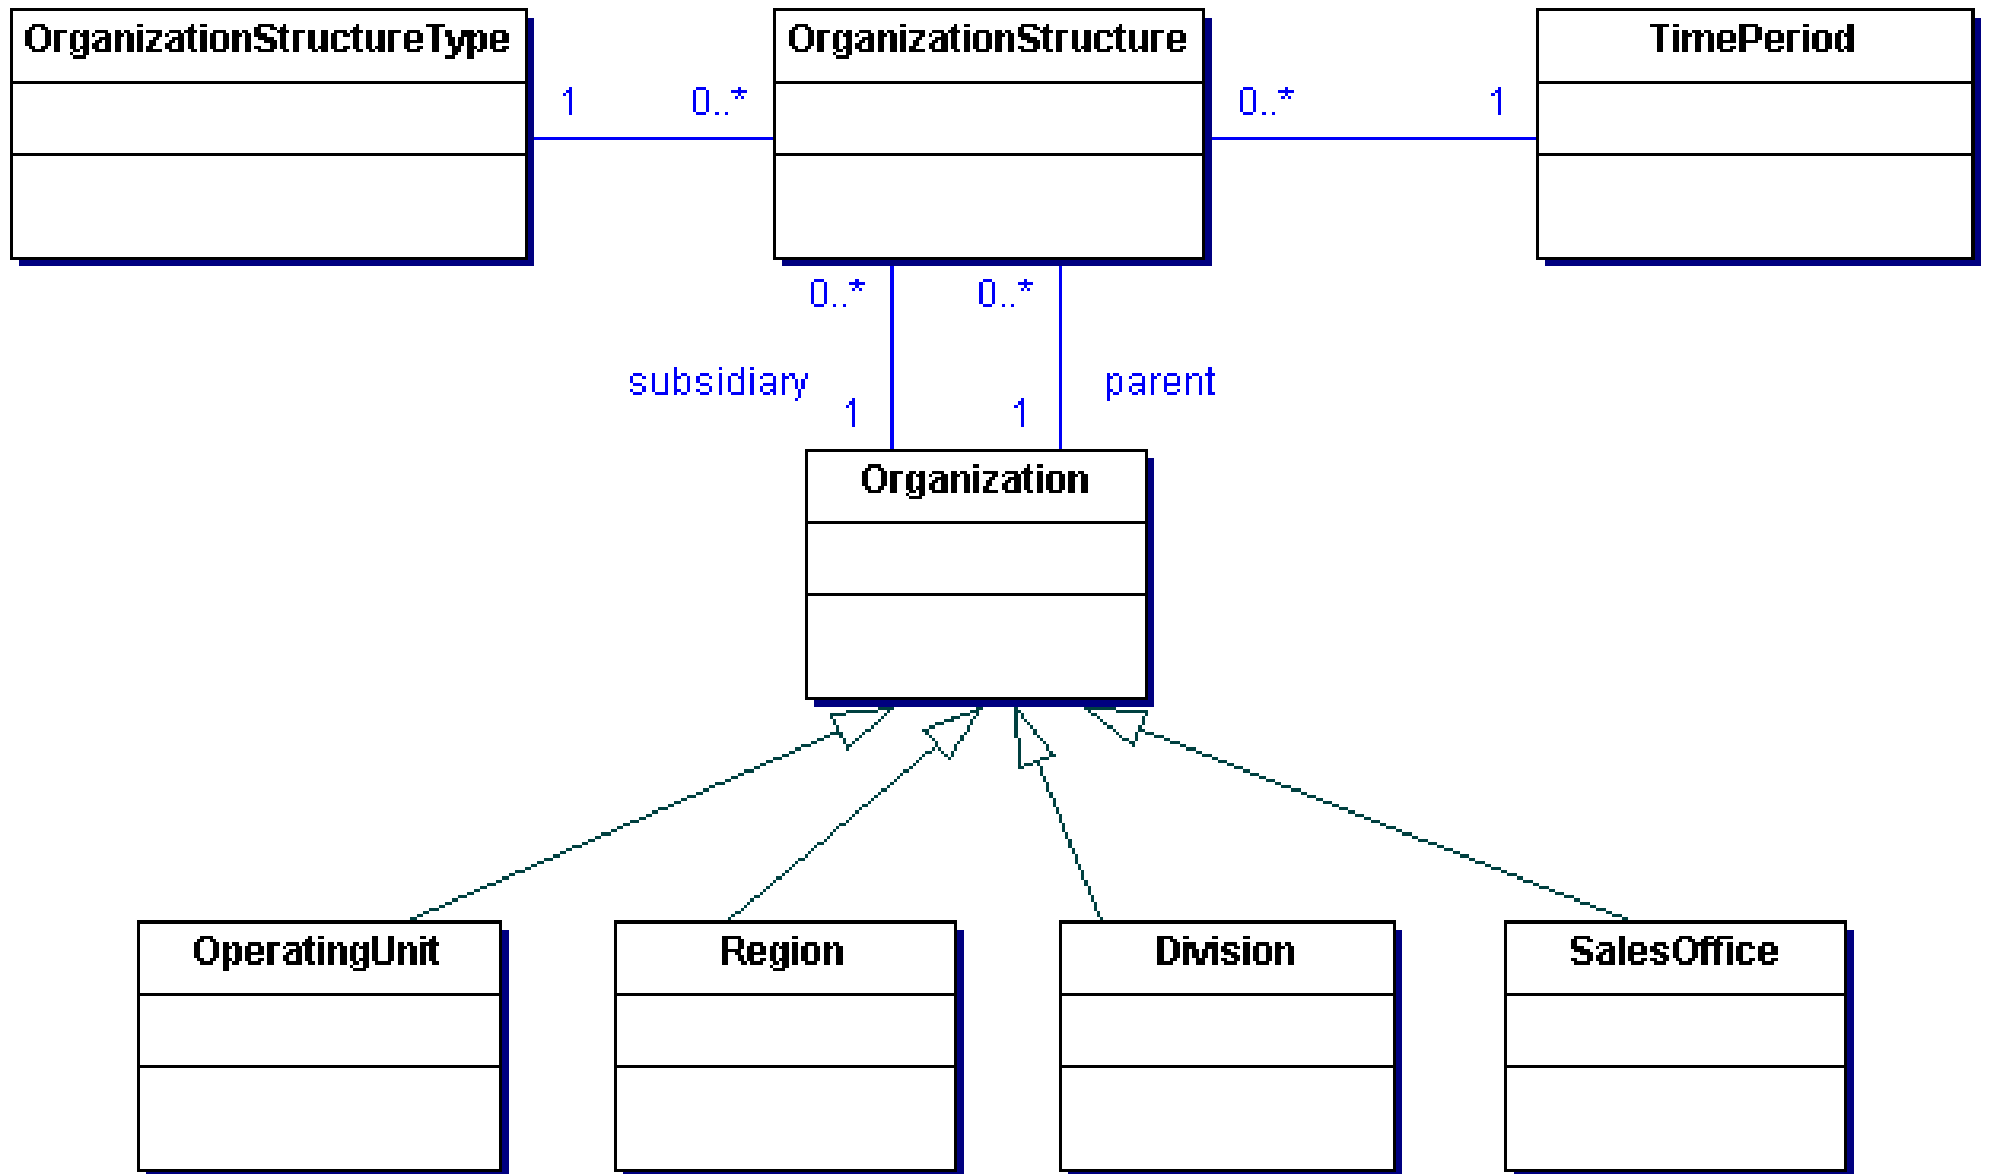 OrganizationStructureType
OrganizationStructure
TimePeriod
1
0..*
0..*
1
0..*
0..*
subsidiary
parent
1
1
Organization
OperatingUnit
Region
Division
SalesOffice